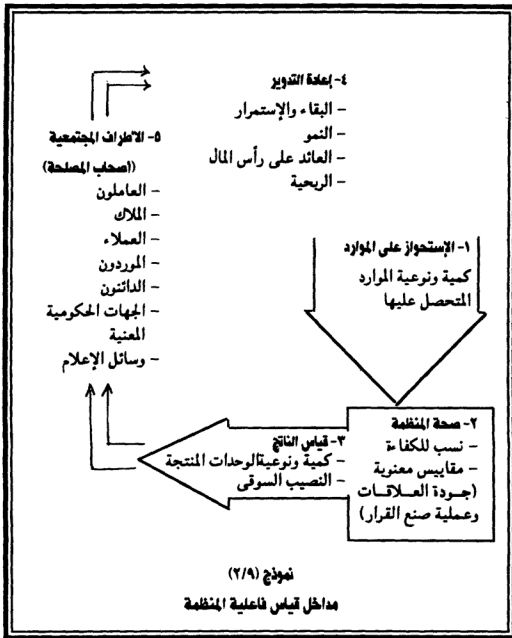 ٤- إعادة التدوير
- البقاء والإستمرار
- النمو
- العائد على رأس المال
- الربحية
٥- الاطراف المجتمعية
(أصحاب المصلحة)
- العاملون
- الملاك
- العملاء
- الموردون
- الدائنون
- الجهات الحكومية
المعنية
- وسائل الإعلام
١- الإستحواز على الموارد
كمية ونوعية الموارد
المتحصل عليها
٢- صحة المنظمة
- نسب للكفاءة
- مقاييس معنوية
(جودة العلاقات
وعملية صنع القرار)
٣- قياس الناتج
- كمية ونوعيةالوحدات المنتجة
- النصيب السوقى
نموذج (٢/٩)
مداخل قياس فاعلية المنظمة